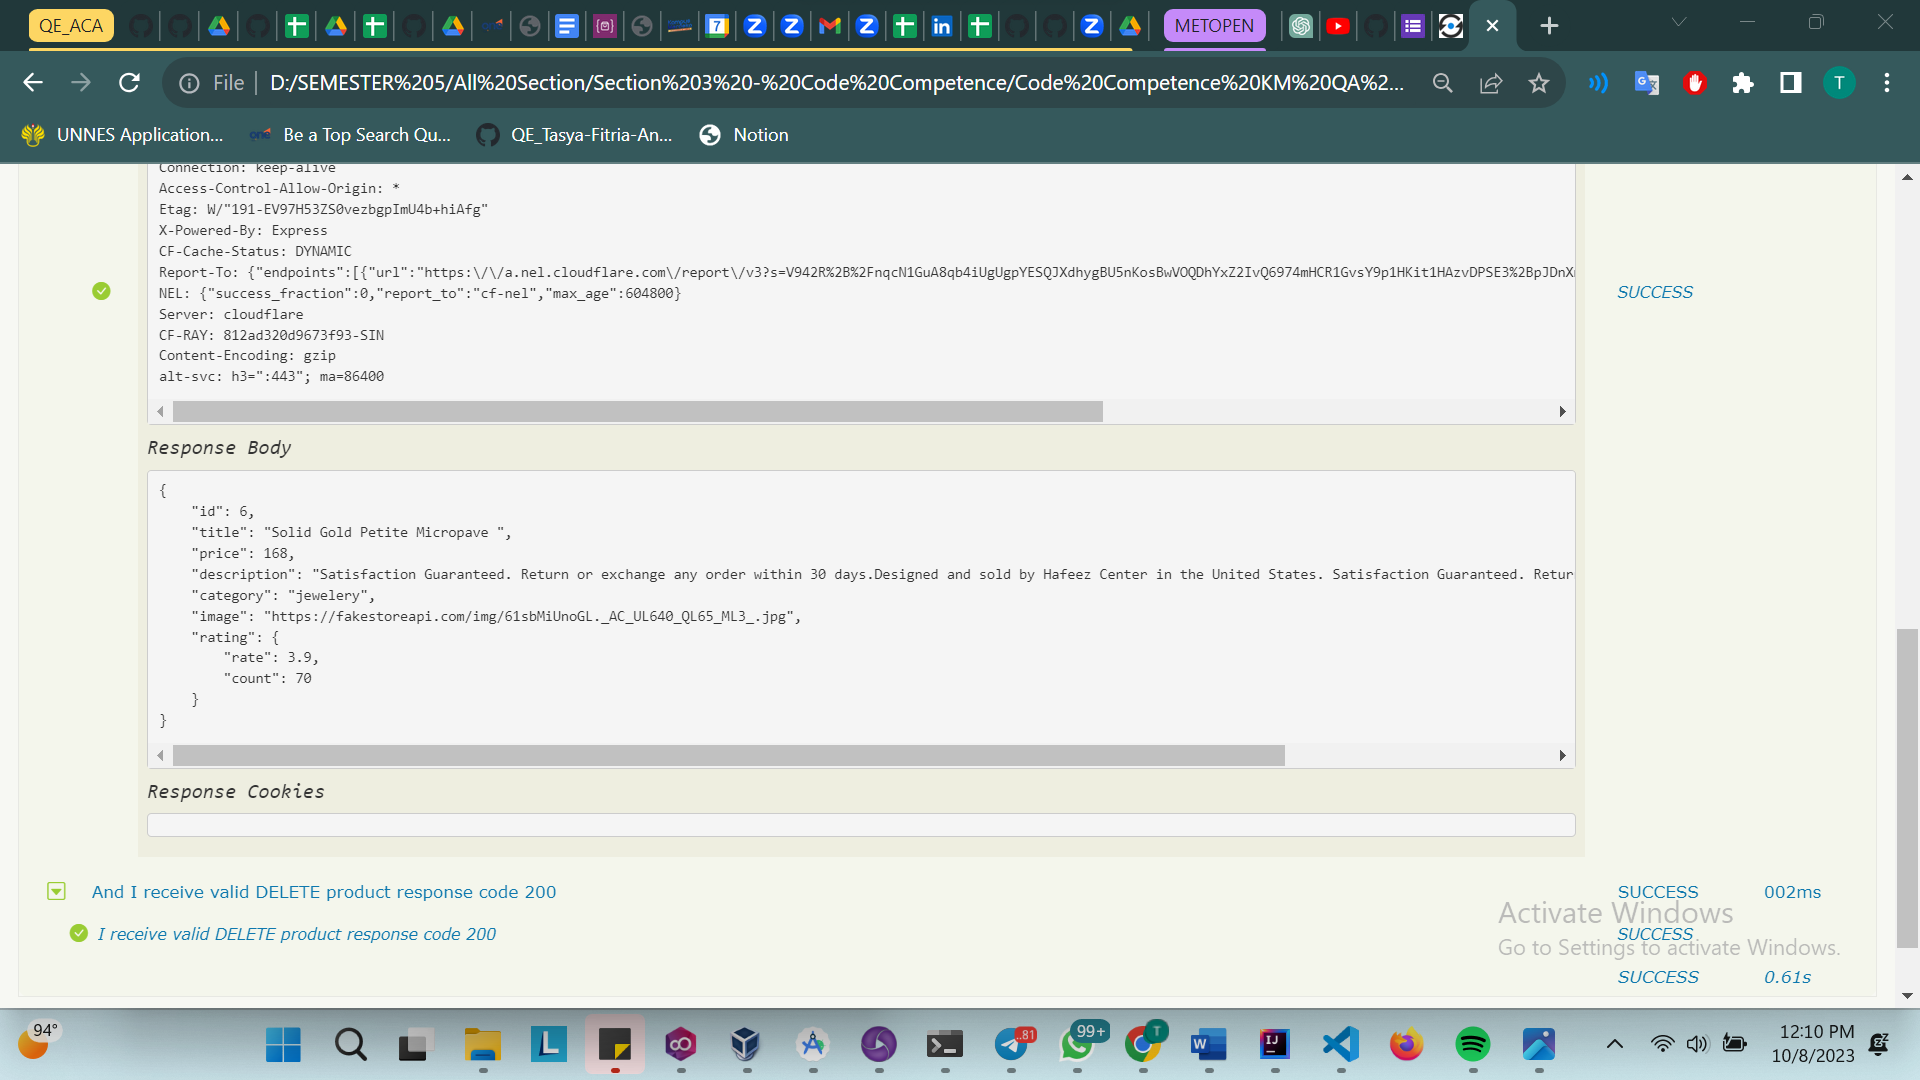 QE_ACA
METOPEN
File
D:/SEMESTER%205/All%20Section/Section%203%20-%20Code%20Competence/Code%20Competence%20KM%20QA%2...
T
UNNES Application...
Be a Top Search Qu...
QE_Tasya-Fitria-An...
Notion
Connection: keep-alive
Access-Control-Allow-Origin: *
Etag: W/"191-EV97H53ZS0vezbgpImU4b+hiAfg"
X-Powered-By: Express
CF-Cache-Status: DYNAMIC
Report-To: {"endpoints":[{"url":"https:\/\/a.nel.cloudflare.com\/report\/v3?s=V942R%2B%2FnqcN1GuA8qb4iUgUgpYESQJXdhygBU5nKosBwVOQDhYxZ2IvQ6974mHCR1GvsY9p1HKit1HAzvDPSE3%2BpJDnX
NEL: {"success_fraction":0,"report_to":"cf-nel","max_age":604800}
SUCCESS
Server: cloudflare
CF-RAY: 812ad320d9673f93-SIN
Content-Encoding: gzip
alt-svc: h3=":443"; ma=86400
Response Body
{
"id": 6,
"title": "Solid Gold Petite Micropave ",
"price": 168,
"description": "Satisfaction Guaranteed. Return or exchange any order within 30 days.Designed and sold by Hafeez Center in the United States. Satisfaction Guaranteed. Retur
"category": "jewelery",
"image": "https://fakestoreapi.com/img/61sbMiUnoGL._AC_UL640_QL65_ML3_.jpg",
"rating": {
"rate": 3.9,
"count": 70
}
}
Response Cookies
And I receive valid DELETE product response code 200
SUCCESS
002ms
Activate Windows
I receive valid DELETE product response code 200
SUCCESS
Go to Settings to activate Windows.
SUCCESS
0.61s
94°
81
99+
T
12:10 PM
10/8/2023